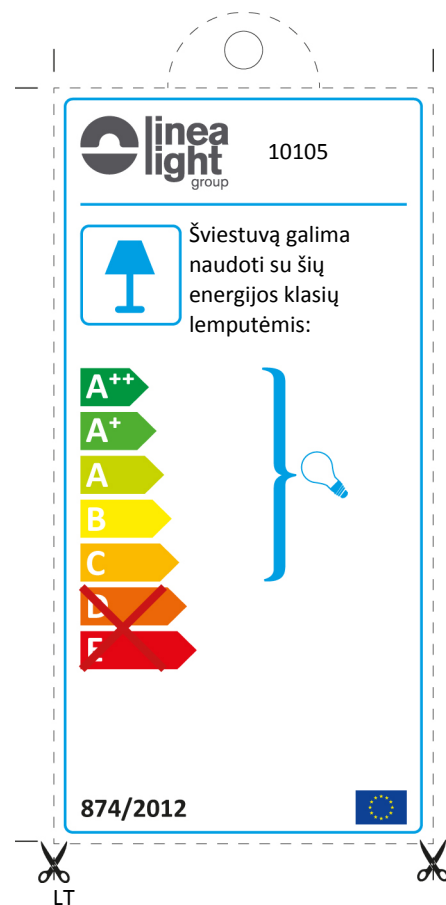 linea
light
group
10105
Šviestuvą galima
naudoti su šių
energijos klasių
lemputėmis:
A++
A+
A
B
C
D
E
874/2012
LT